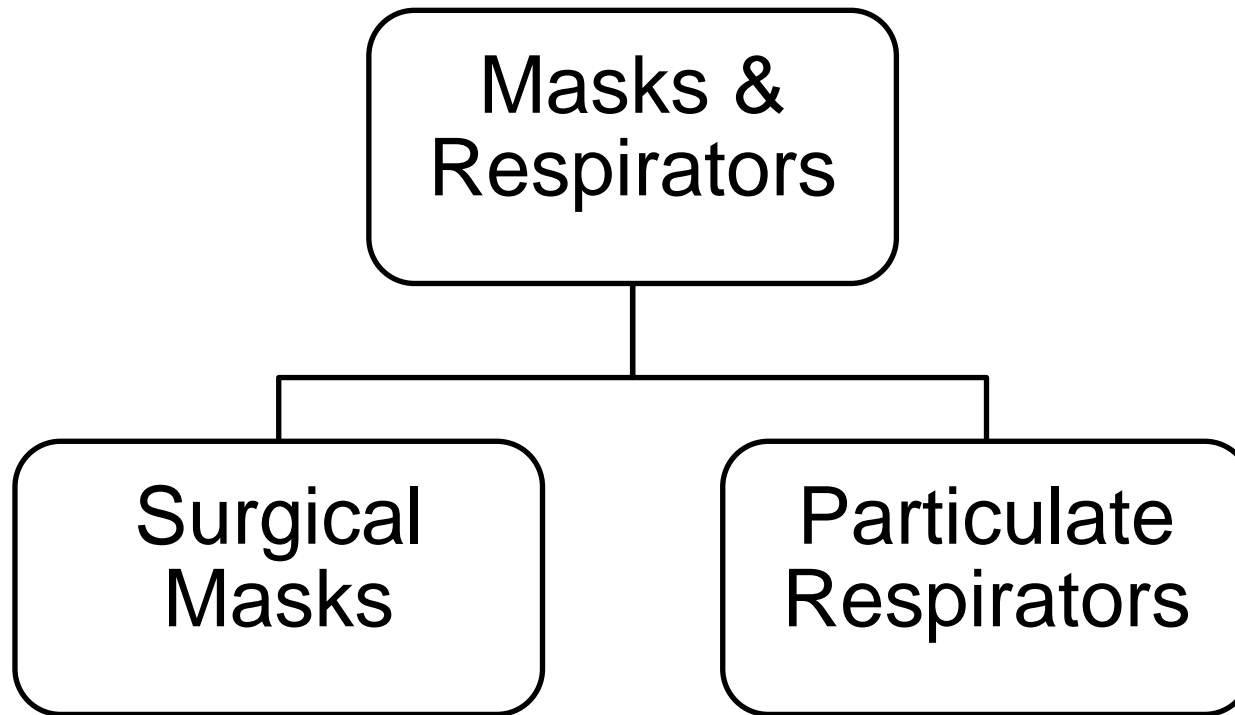 Masks &
Respirators
Surgical
Masks
Particulate
Respirators